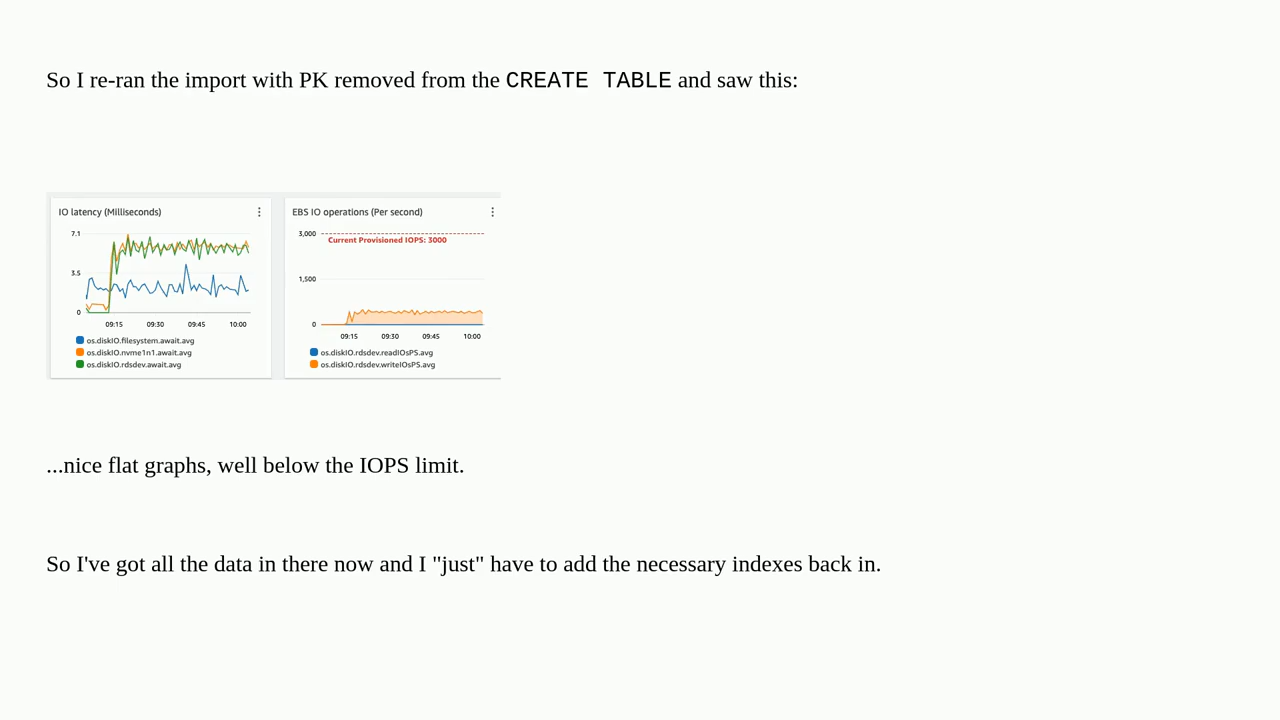 So I re-ran the import with PK removed from the CREATE TABLE and saw this:
IO latency (Milliseconds)
7.1
3.5
0
09:15 09:30 09:45 10:00
os.diskIO.filesystem.await.avg
os.diskIO.nvme1n1.await.avg
os.diskIO.rdsdev.await.avg
EBS IO operations (Per second)
3,000
Current Provisioned IOPS: 3000
1,500
0
09:15 09:30 09:45 10:00
os.diskIO.rdsdev.readIOsPS.avg
os.diskIO.rdsdev.writeIOsPS.avg
...nice flat graphs, well below the IOPS limit.
So I've got all the data in there now and I "just" have to add the necessary indexes back in.